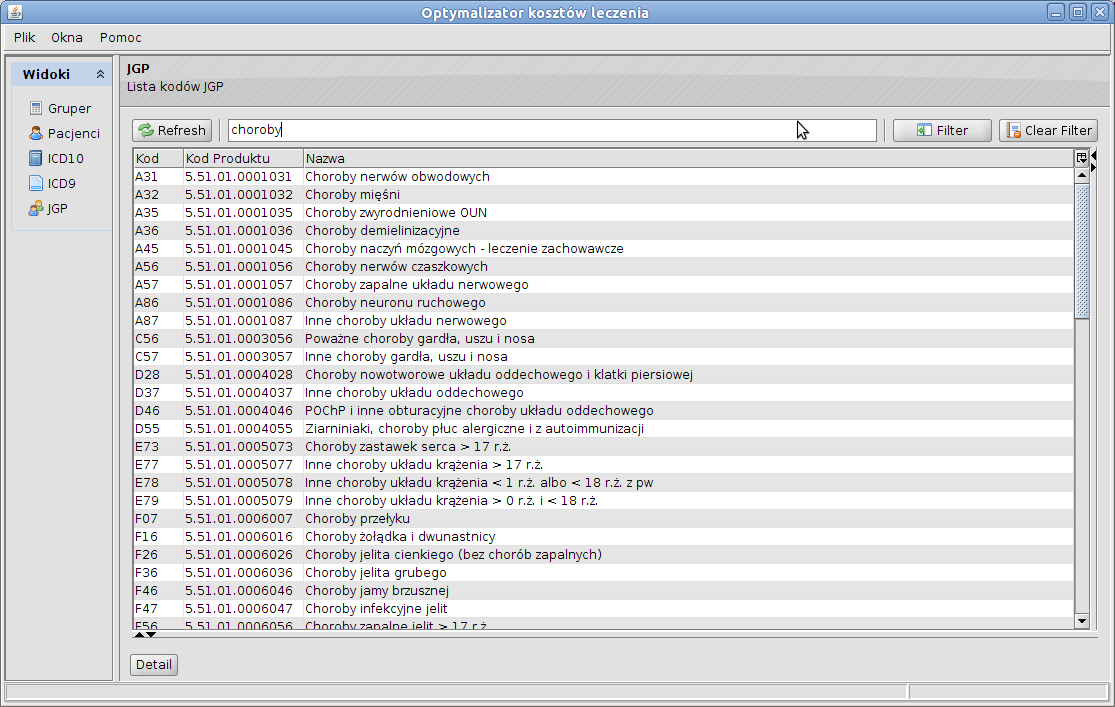 Optymalizator kosztów leczenia
Plik Okna Pomoc
Widoki
Gruper
Pacjenci
ICD10
ICD9
JGP
JGP
Lista kodów JGP
Refresh choroby Filter Clear Filter
Kod Kod Produktu Nazwa
A31 5.51.01.0001031 Choroby nerwów obwodowych
A32 5.51.01.0001032 Choroby mięśni
A35 5.51.01.0001035 Choroby zwyrodnieniowe OUN
A36 5.51.01.0001036 Choroby demielinizacyjne
A45 5.51.01.0001045 Choroby naczyń mózgowych - leczenie zachowawcze
A56 5.51.01.0001056 Choroby nerwów czaszkowych
A57 5.51.01.0001057 Choroby zapalne układu nerwowego
A86 5.51.01.0001086 Choroby neuronu ruchowego
A87 5.51.01.0001087 Inne choroby układu nerwowego
C56 5.51.01.0003056 Poważne choroby gardła, uszu i nosa
C57 5.51.01.0003057 Inne choroby gardła, uszu i nosa
D28 5.51.01.0004028 Choroby nowotworowe układu oddechowego i klatki piersiowej
D37 5.51.01.0004037 Inne choroby układu oddechowego
D46 5.51.01.0004046 POChP i inne obturacyjne choroby układu oddechowego
D55 5.51.01.0004055 Ziarniniaki, choroby płuc alergiczne i z autoimmunizacji
E73 5.51.01.0005073 Choroby zastawek serca > 17 r.ż.
E77 5.51.01.0005077 Inne choroby układu krążenia > 17 r.ż.
E78 5.51.01.0005078 Inne choroby układu krążenia < 1 r.ż. albo < 18 r.ż. z pw
E79 5.51.01.0005079 Inne choroby układu krążenia > 0 r.ż. i < 18 r.ż.
F07 5.51.01.0006007 Choroby przełyku
F16 5.51.01.0006016 Choroby żołądka i dwunastnicy
F26 5.51.01.0006026 Choroby jelita cienkiego (bez chorób zapalnych)
F36 5.51.01.0006036 Choroby jelita grubego
F46 5.51.01.0006046 Choroby jamy brzusznej
F47 5.51.01.0006047 Choroby infekcyjne jelit
F56 5.51.01.0006056 Choroby zapalne jelit > 17 r.ż.
Detail